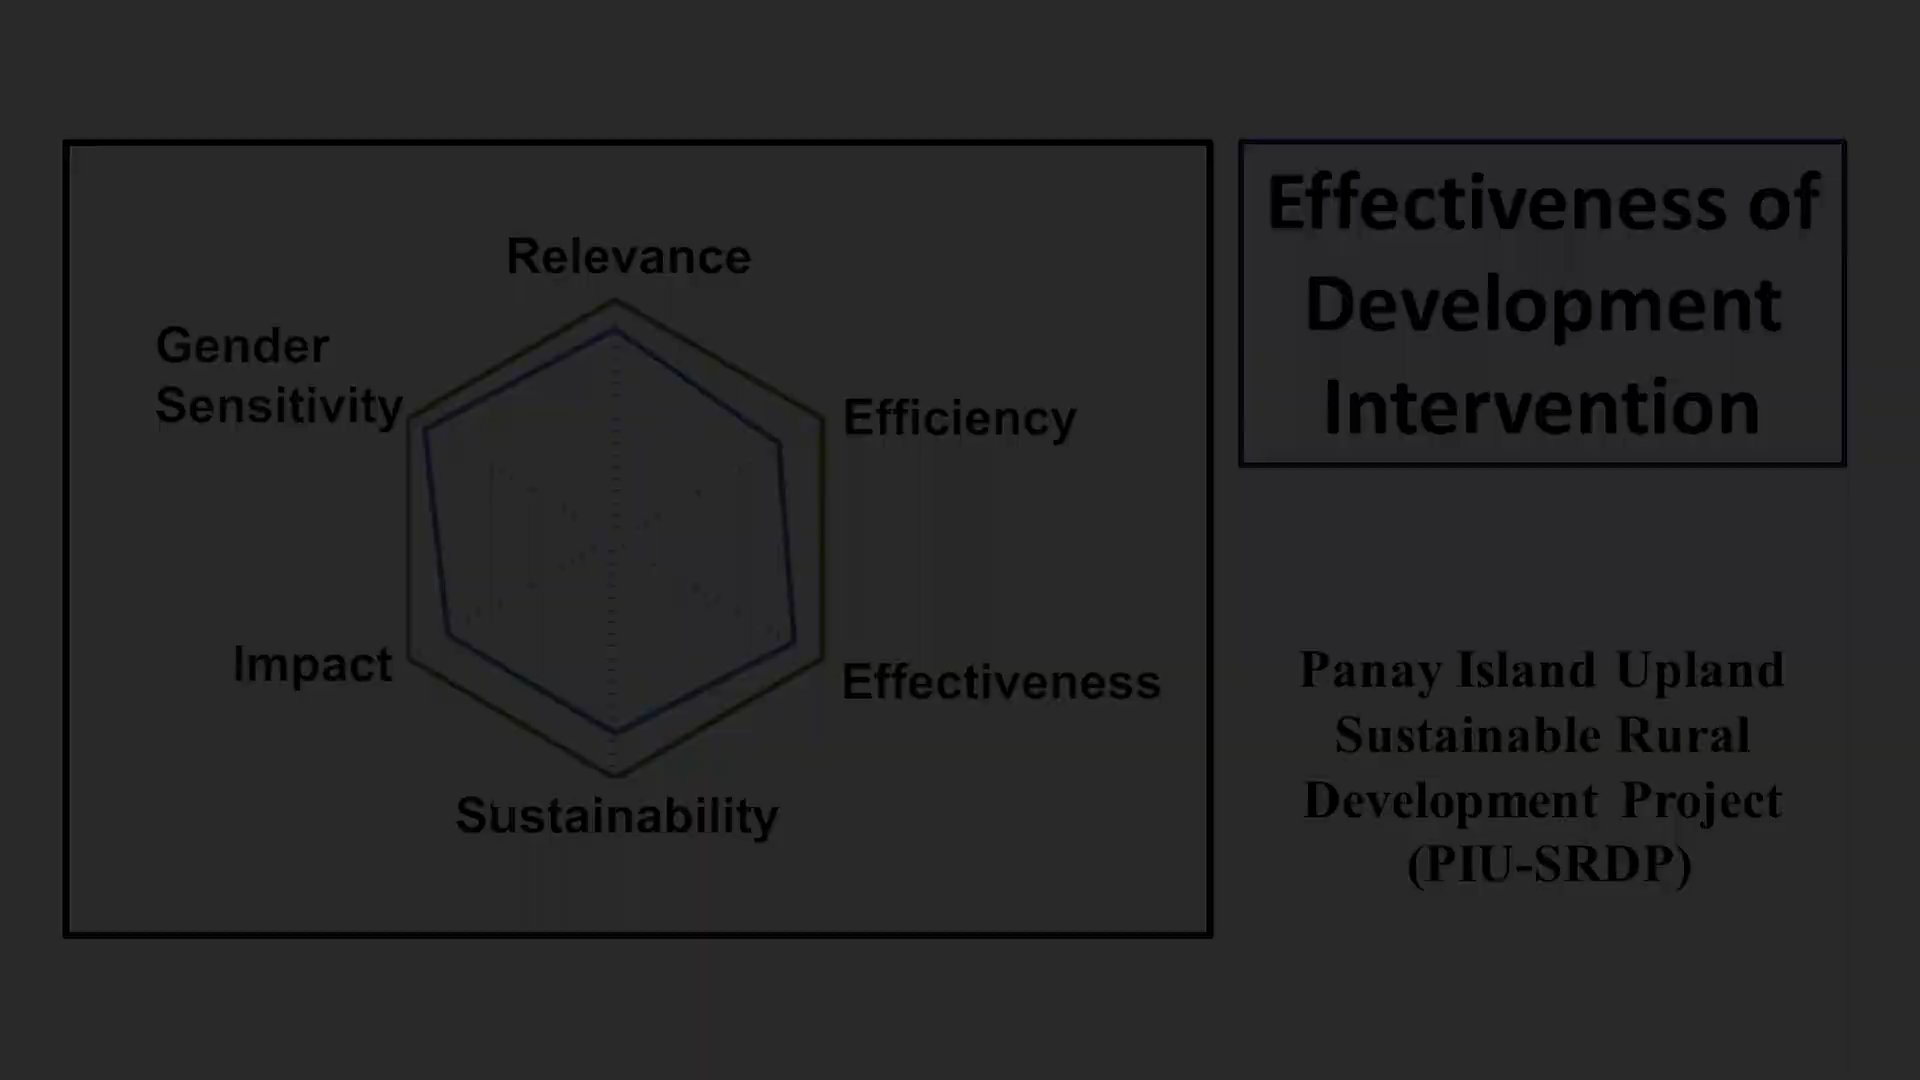 Relevance
Gender
Sensitivity
Efficiency
Impact
Effectiveness
Sustainability
Effectiveness of
Development
Intervention
Panay Island Upland
Sustainable Rural
Development Project
(PIU-SRDP)